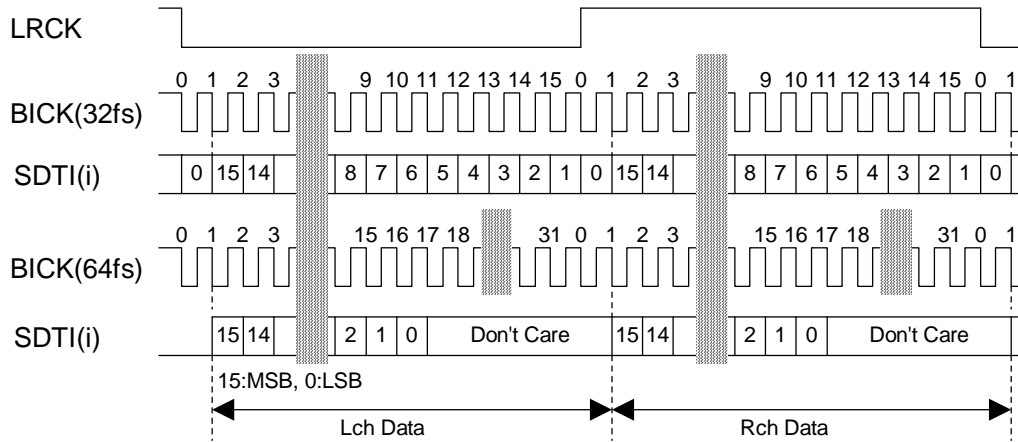 LRCK
0 1 2 3 9 10 11 12 13 14 15 0 1 2 3 9 10 11 12 13 14 15 0 1
BICK(32fs)
SDTI(i) 0 15 14 8 7 6 5 4 3 2 1 0 15 14 8 7 6 5 4 3 2 1 0
0 1 2 3 15 16 17 18 31 0 1 2 3 15 16 17 18 31 0 1
BICK(64fs)
SDTI(i) 15 14 2 1 0 Don't Care 15 14 2 1 0 Don't Care
15:MSB, 0:LSB
Lch Data Rch Data